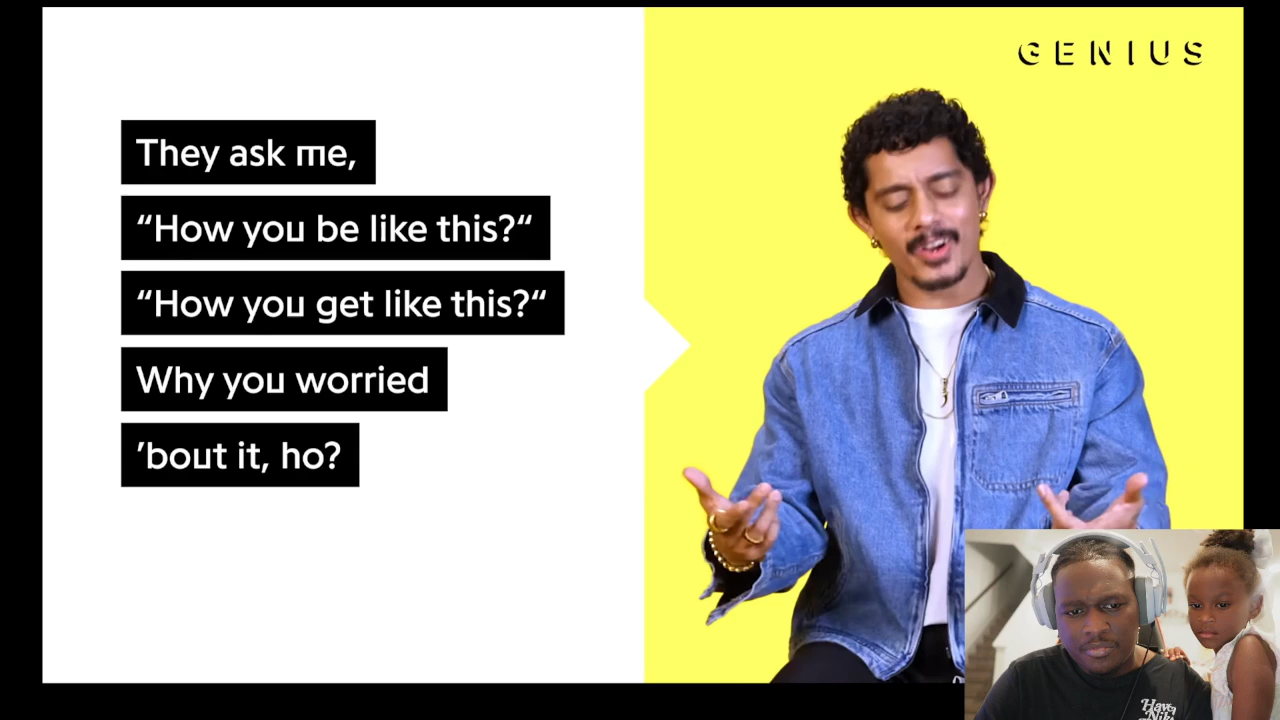 GENIUS
They ask me,
“How you be like this?“
“How you get like this?“
Why you worried
’bout it, ho?